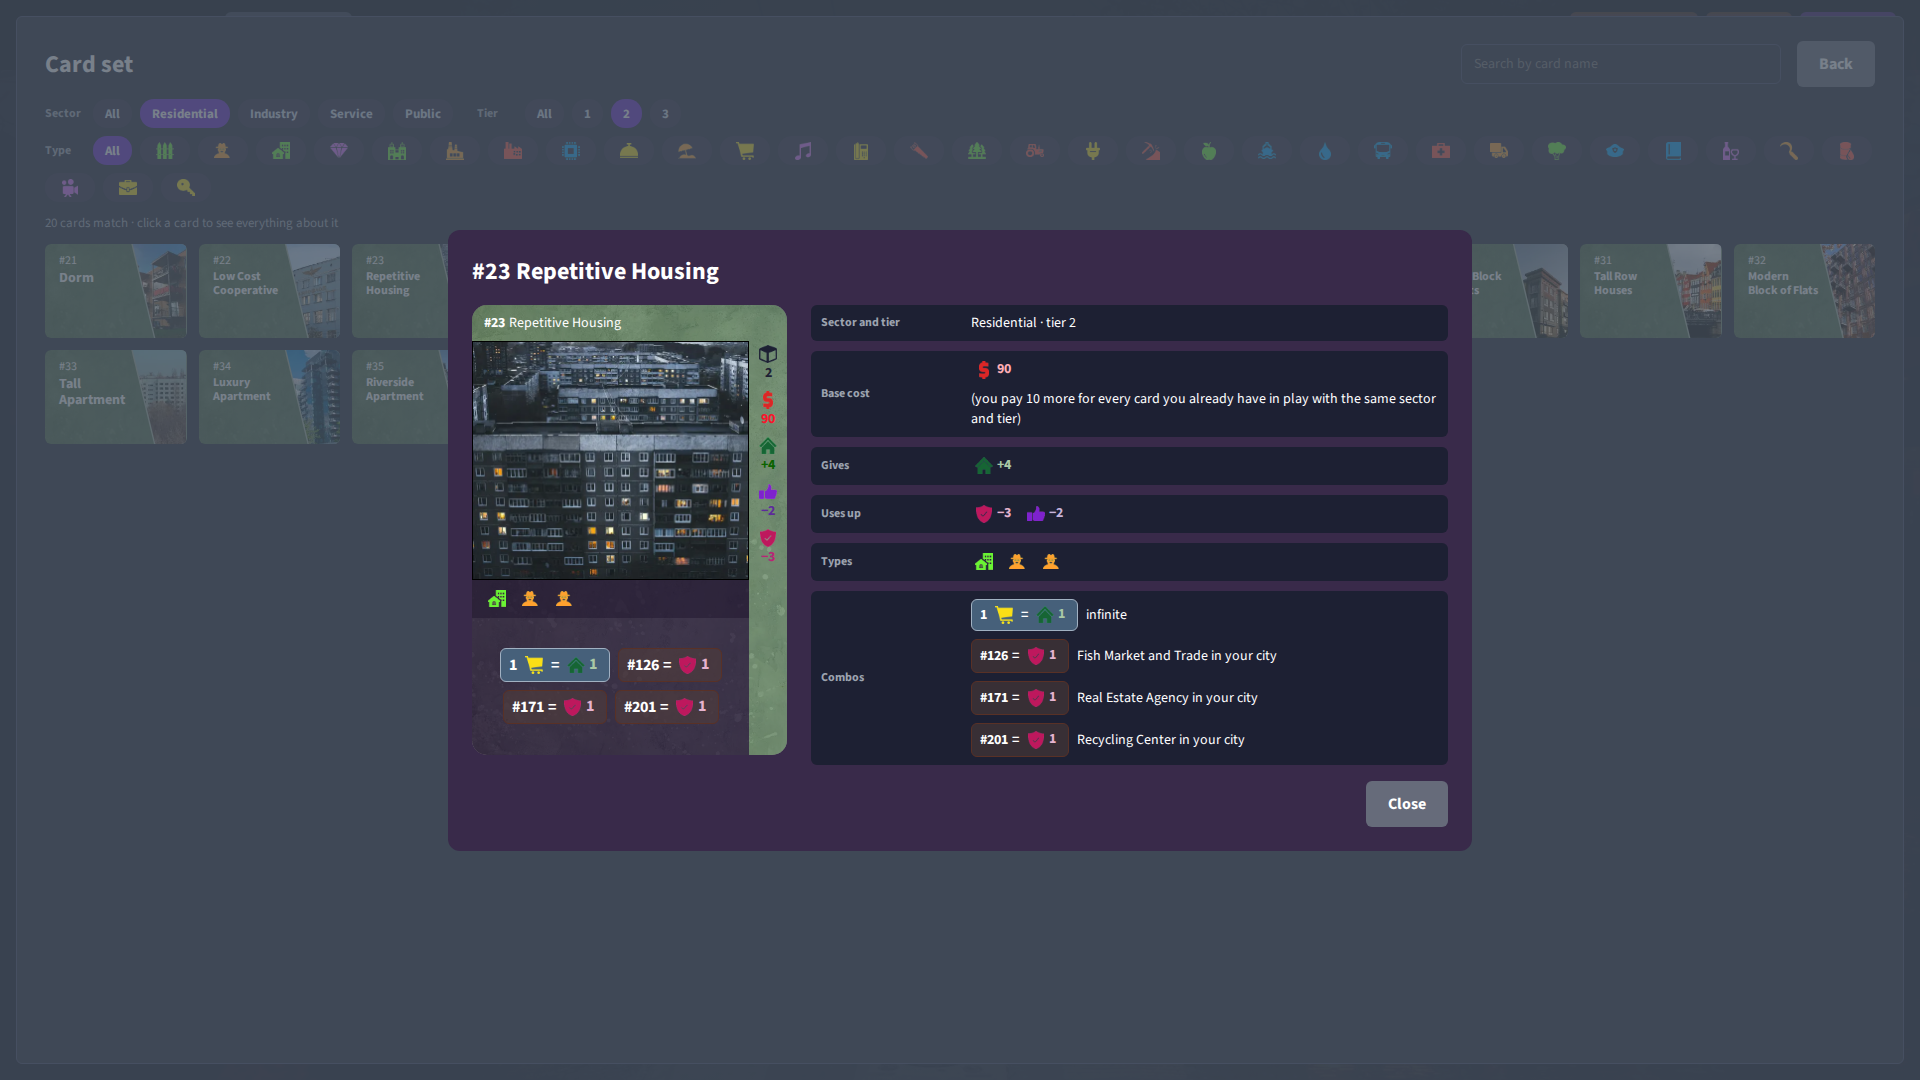 Card set
Search by card name
Back
Sector All Residential Industry Service Public Tier All 1 2 3
Type All
20 cards match · click a card to see everything about it
#21
Dorm
#22
Low Cost
Cooperative
#23
Repetitive
Housing
Block
#31
Tall Row
Houses
#32
Modern
Block of Flats
#33
Tall
Apartment
#34
Luxury
Apartment
#35
Riverside
Apartment
#23 Repetitive Housing
#23 Repetitive Housing
2
90
+4
−2
−3
1 = 1
#126 = 1
#171 = 1
#201 = 1
Sector and tier
Residential · tier 2
Base cost
90
(you pay 10 more for every card you already have in play with the same sector
and tier)
Gives
+4
Uses up
−3 −2
Types
Combos
1 = 1 infinite
#126 = 1 Fish Market and Trade in your city
#171 = 1 Real Estate Agency in your city
#201 = 1 Recycling Center in your city
Close